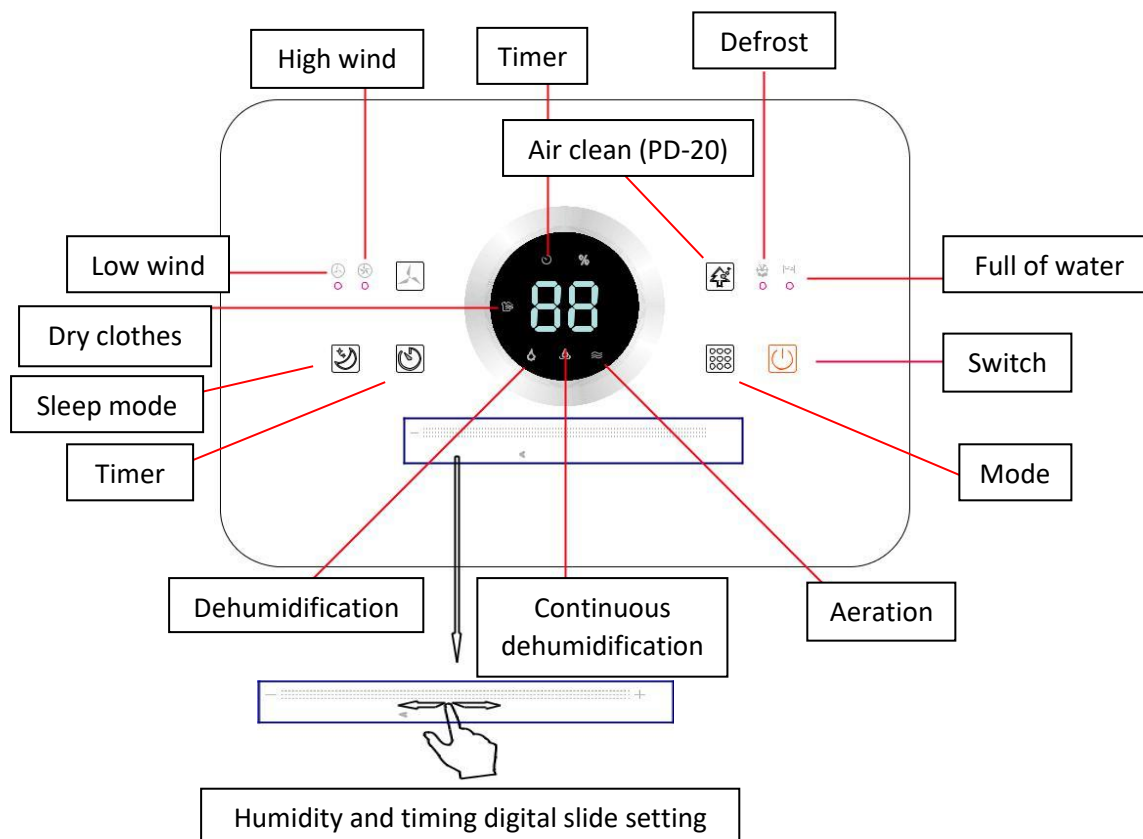 Defrost
High wind
Timer
Air clean (PD-20)
Low wind
Full of water
%
88
Dry clothes
Switch
Sleep mode
−
Timer
Mode
Dehumidification
Continuous
dehumidification
Aeration
− +
Humidity and timing digital slide setting